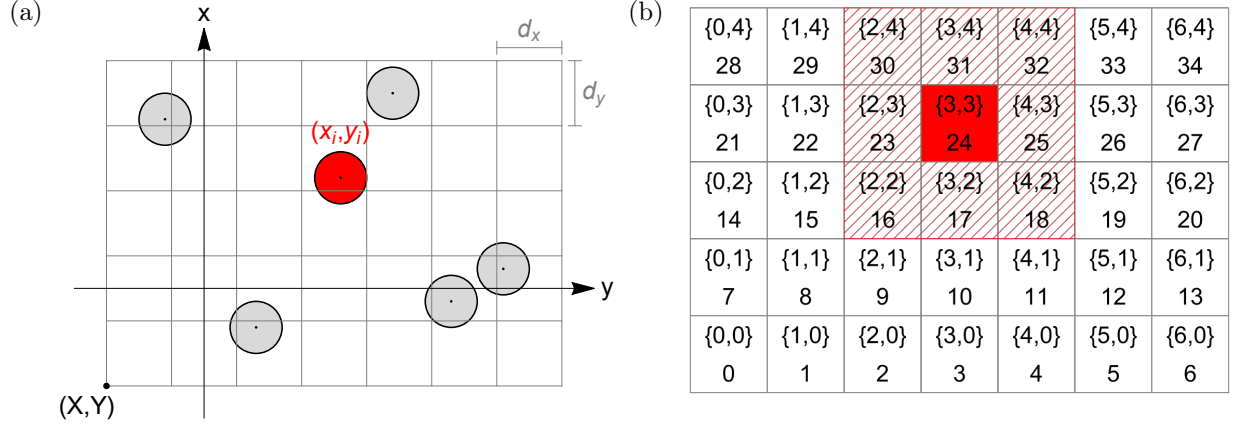 (a)
x
d_x
d_y
(x_i,y_i)
y
(X,Y)
(b)
{0,4} {1,4} {2,4} {3,4} {4,4} {5,4} {6,4}
28 29 30 31 32 33 34
{0,3} {1,3} {2,3} {3,3} {4,3} {5,3} {6,3}
21 22 23 24 25 26 27
{0,2} {1,2} {2,2} {3,2} {4,2} {5,2} {6,2}
14 15 16 17 18 19 20
{0,1} {1,1} {2,1} {3,1} {4,1} {5,1} {6,1}
7 8 9 10 11 12 13
{0,0} {1,0} {2,0} {3,0} {4,0} {5,0} {6,0}
0 1 2 3 4 5 6